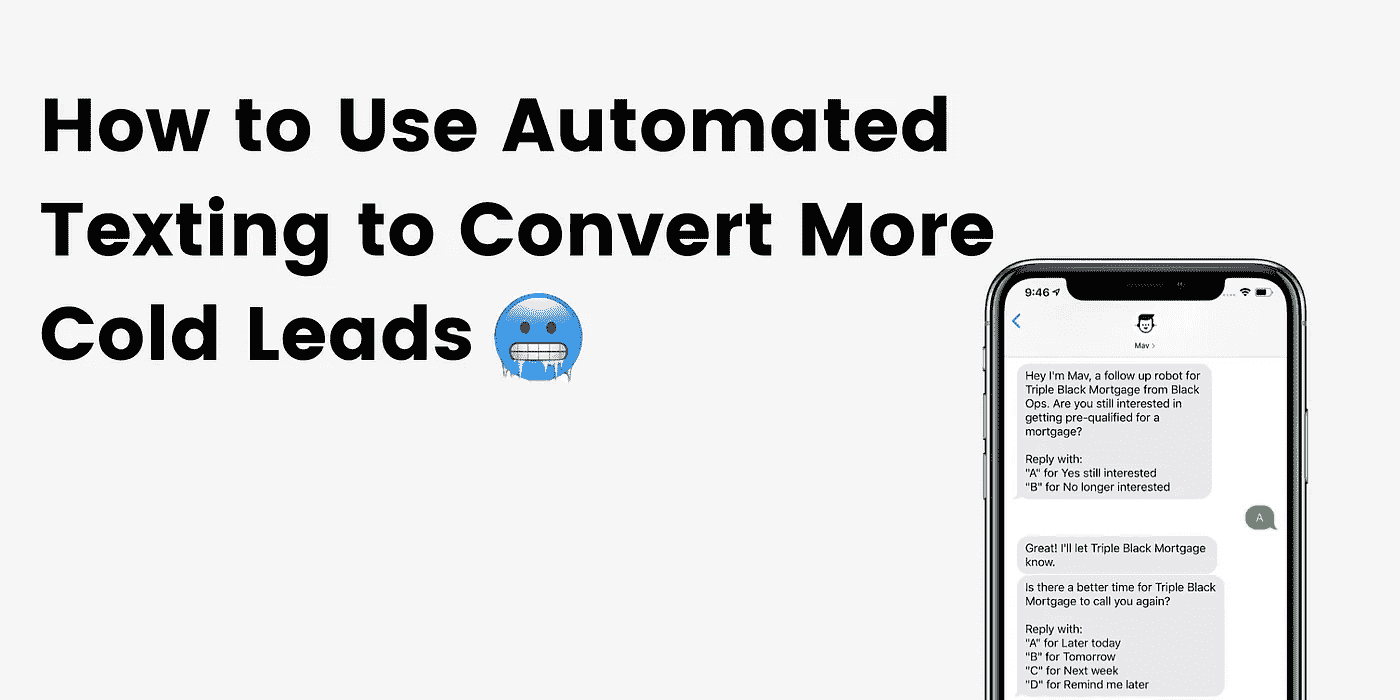 How to Use Automated
Texting to Convert More
Cold Leads
9:46
Mav
Hey I'm Mav, a follow up robot for
Triple Black Mortgage from Black
Ops. Are you still interested in
getting pre-qualified for a
mortgage?
Reply with:
"A" for Yes still interested
"B" for No longer interested
A
Great! I'll let Triple Black Mortgage
know.
Is there a better time for Triple Black
Mortgage to call you again?
Reply with:
"A" for Later today
"B" for Tomorrow
"C" for Next week
"D" for Remind me later